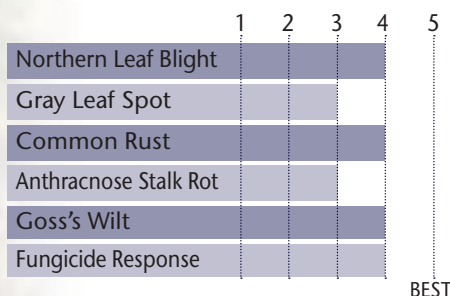 1 2 3 4 5
Northern Leaf Blight
Gray Leaf Spot
Common Rust
Anthracnose Stalk Rot
Goss's Wilt
Fungicide Response
BEST